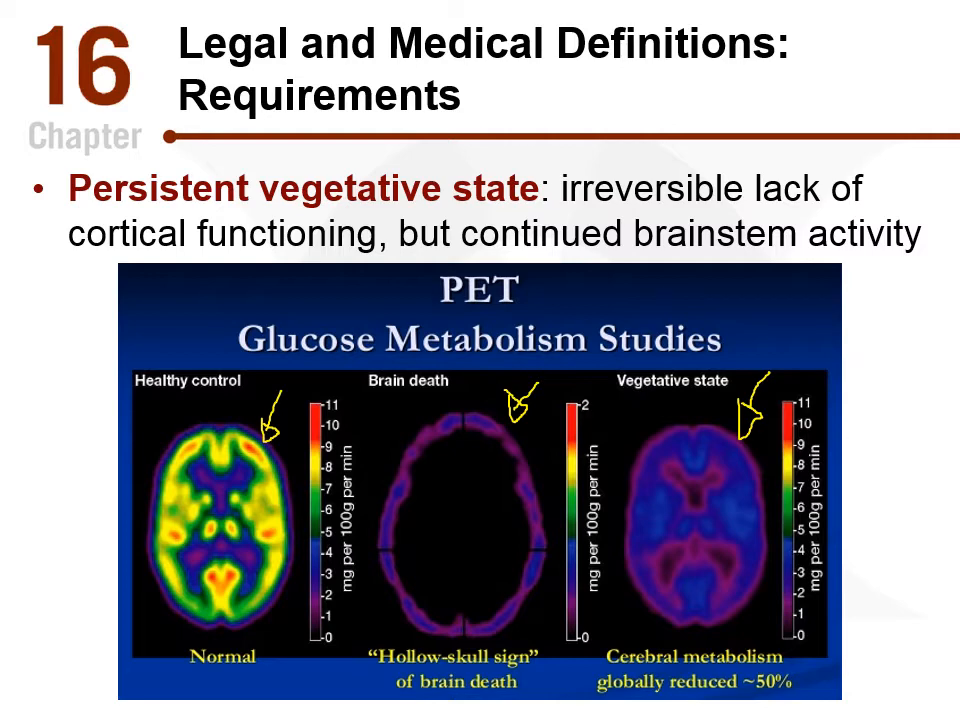 16
Chapter
Legal and Medical Definitions:
Requirements
• Persistent vegetative state: irreversible lack of
cortical functioning, but continued brainstem activity
PET
Glucose Metabolism Studies
Healthy control
11
10
9
8
7
6
5
4
3
2
1
0
mg per 100g per min
Normal
Brain death
2
0
mg per 100g per min
“Hollow-skull sign”
of brain death
Vegetative state
11
10
9
8
7
6
5
4
3
2
1
0
mg per 100g per min
Cerebral metabolism
globally reduced ~50%